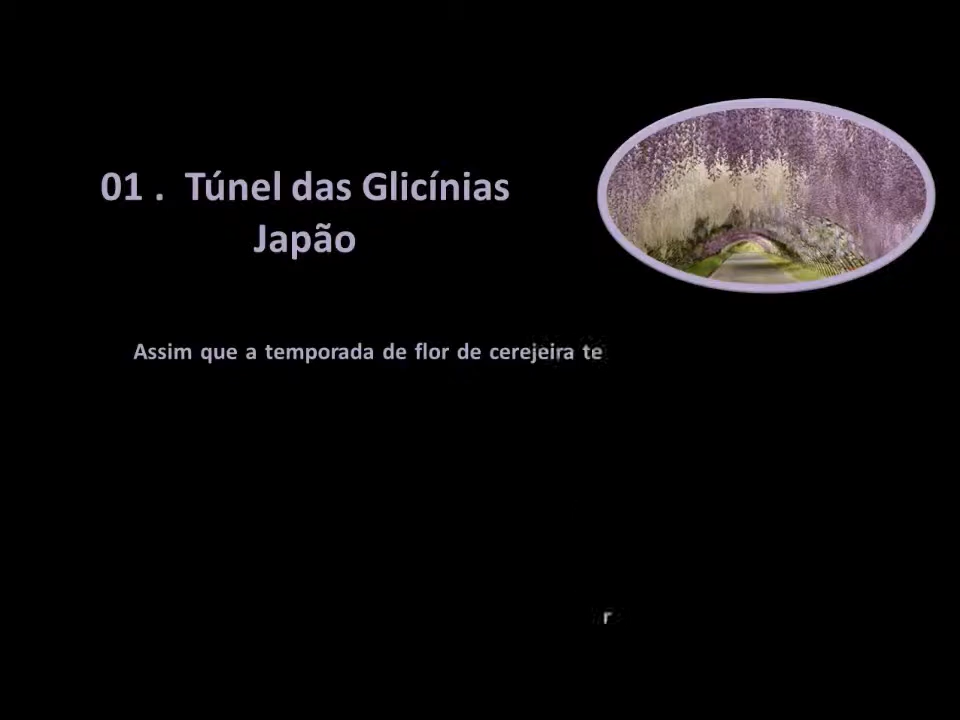 01 . Túnel das Glicínias
Japão
Assim que a temporada de flor de cerejeira te
r